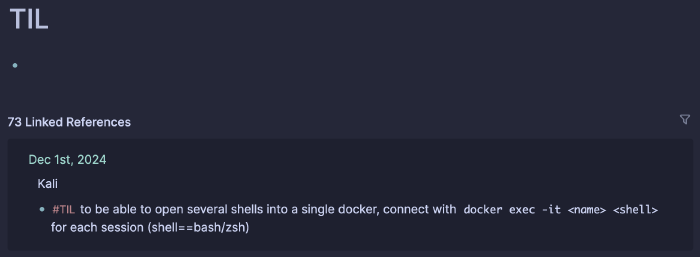 TIL
73 Linked References
Dec 1st, 2024
Kali
#TIL to be able to open several shells into a single docker, connect with docker exec -it <name> <shell>
for each session (shell==bash/zsh)